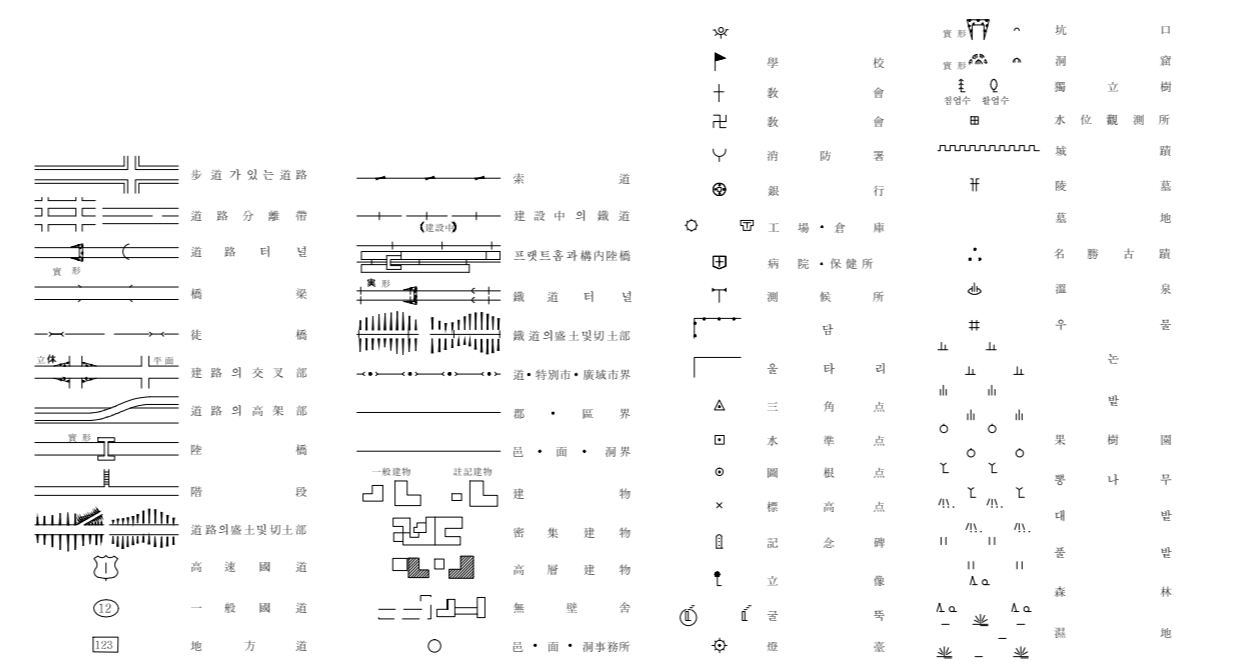 步道가있는道路
道路分離帶
道路터널
實形
橋梁
徒橋
立体
平面
建路의交叉部
道路의高架部
實形
陸橋
階段
道路의盛土및切土部
高速國道
12
一般國道
123
地方道
索道
建設中의鐵道
(建設中)
프랫트홈과構内陸橋
実形
鐵道터널
鐵道의盛土및切土部
道•特別市•廣域市界
郡•區界
邑•面•洞界
一般建物
註記建物
建物
密集建物
高層建物
無壁舍
邑•面•洞事務所
學校
敎會
敎會
消防署
銀行
工場•倉庫
病院•保健所
測候所
담
울타리
三角点
水準点
圖根点
標高点
記念碑
立像
굴뚝
燈臺
實形
坑口
實形
洞窟
침엽수
활엽수
獨立樹
水位觀測所
城蹟
陵墓
墓地
名勝古蹟
溫泉
우물
논
밭
果樹園
뽕나무
대밭
풀밭
森林
濕地